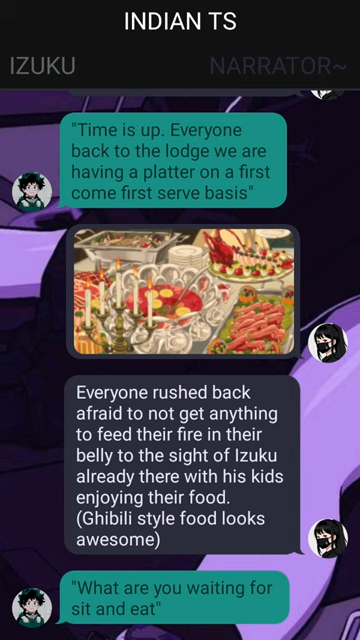 INDIAN TS
IZUKU
NARRATOR~
"Time is up. Everyone
back to the lodge we are
having a platter on a first
come first serve basis"
Everyone rushed back
afraid to not get anything
to feed their fire in their
belly to the sight of Izuku
already there with his kids
enjoying their food.
(Ghibili style food looks
awesome)
"What are you waiting for
sit and eat"